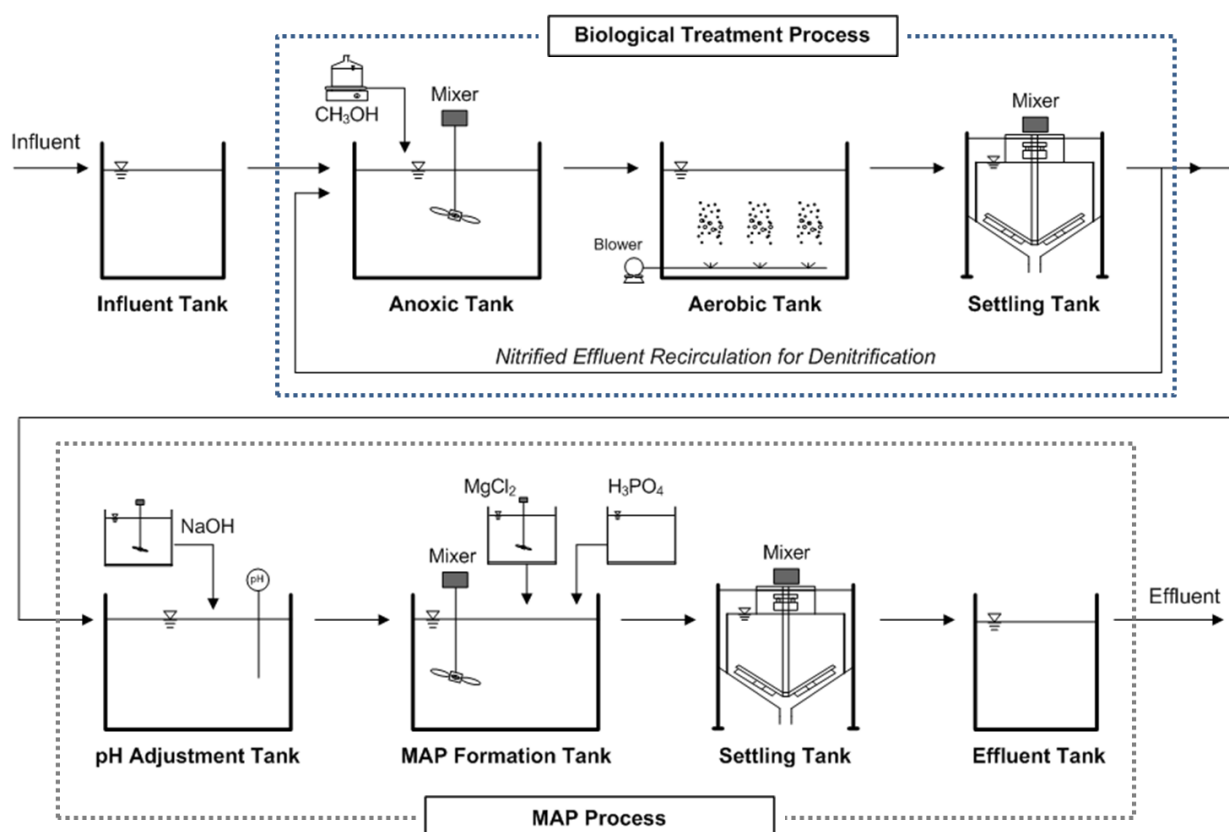 Biological Treatment Process
CH₃OH
Mixer
Mixer
Influent
Blower
Influent Tank
Anoxic Tank
Aerobic Tank
Settling Tank
Nitrified Effluent Recirculation for Denitrification
MgCl₂
H₃PO₄
NaOH
Mixer
Mixer
pH
Effluent
pH Adjustment Tank
MAP Formation Tank
Settling Tank
Effluent Tank
MAP Process